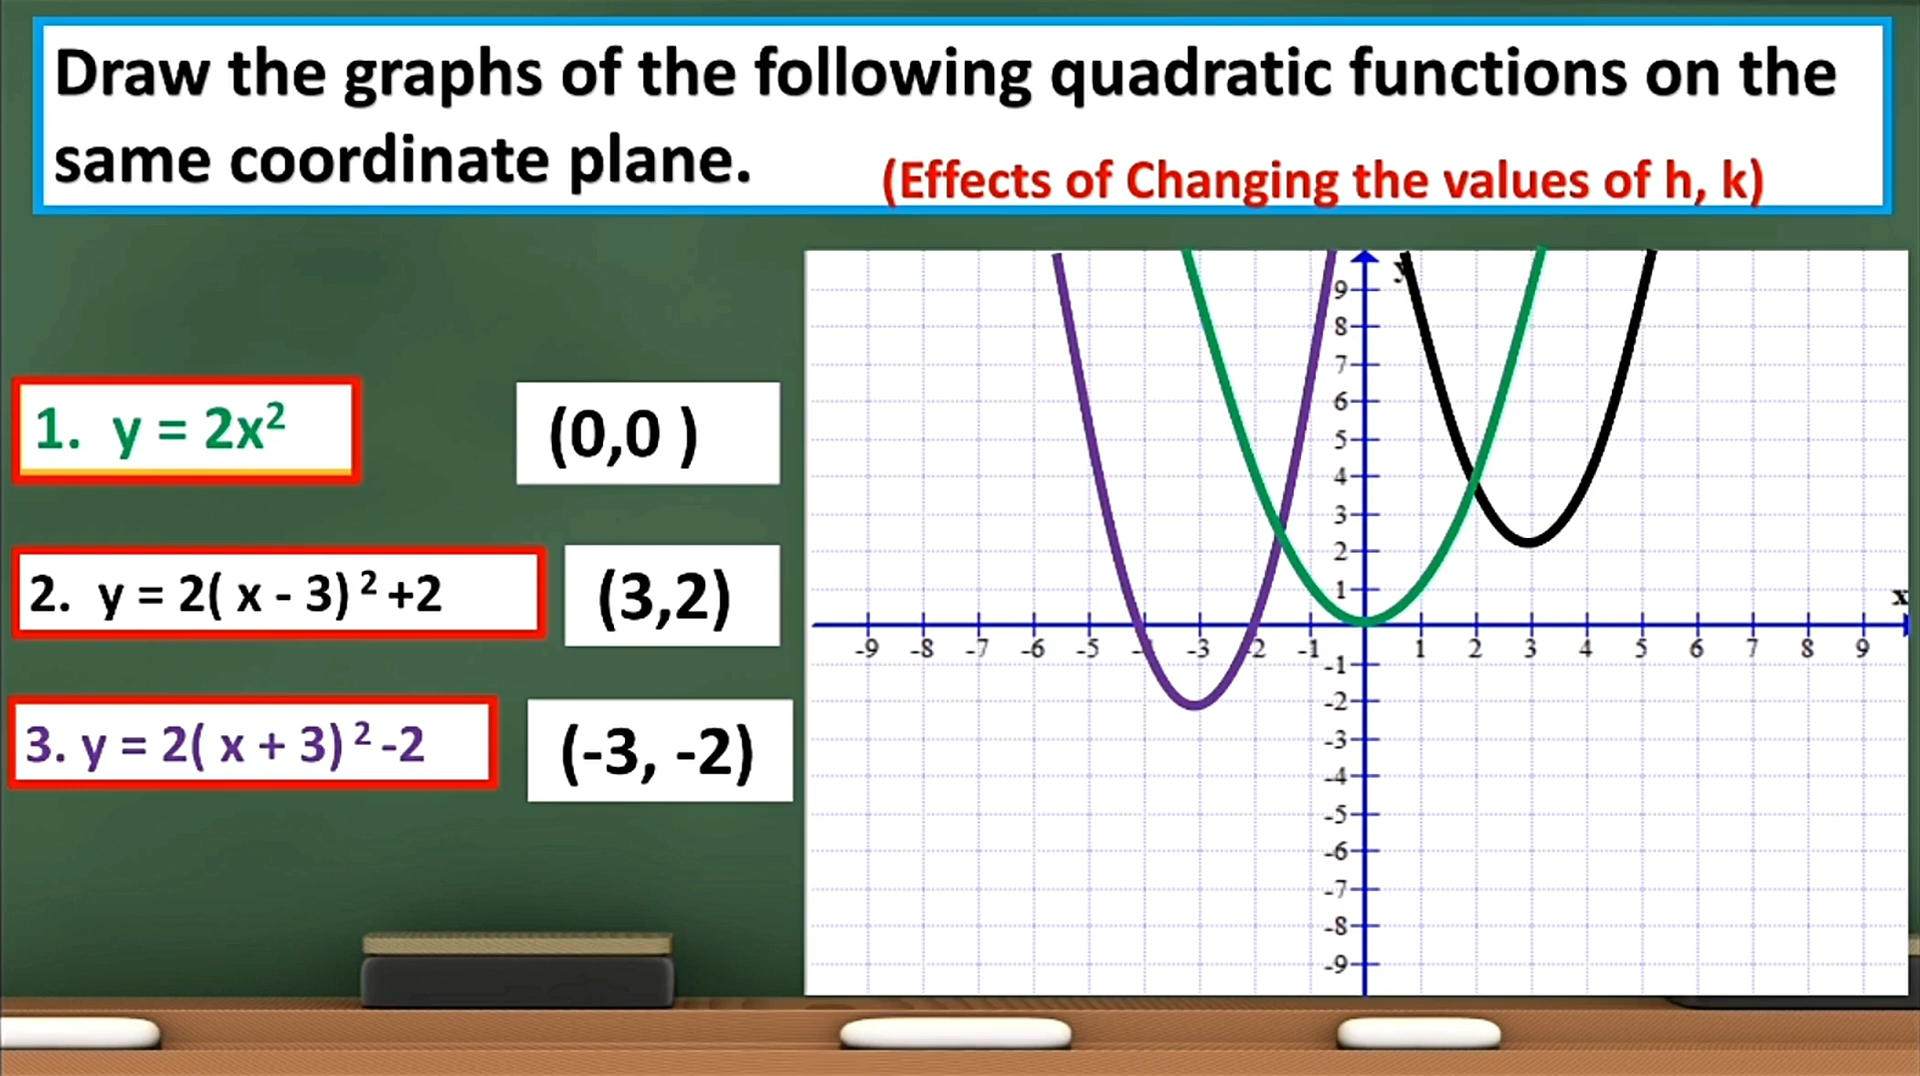 Draw the graphs of the following quadratic functions on the
same coordinate plane.
(Effects of Changing the values of h, k)
1. y = 2x²
(0,0 )
2. y = 2( x - 3) ² +2
(3,2)
3. y = 2( x + 3) ² -2
(-3, -2)
y
9
8
7
6
5
4
3
2
1
x
-9 -8 -7 -6 -5 -3 -2 -1 1 2 3 4 5 6 7 8 9
-1
-2
-3
-4
-5
-6
-7
-8
-9